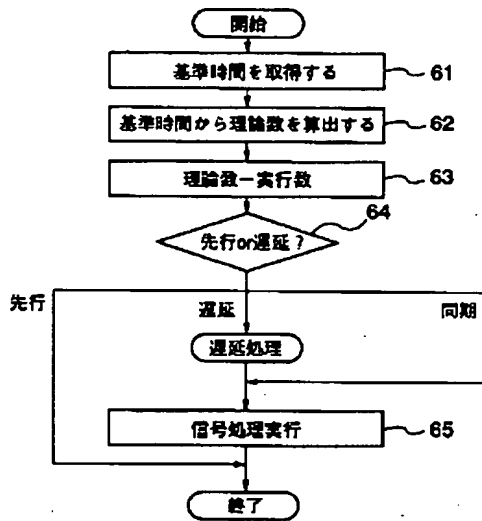 開始
基準時間を取得する
61
基準時間から理論数を算出する
62
理論数ー実行数
63
64
先行or遅延？
先行
遅延
同期
遅延処理
信号処理実行
65
終了